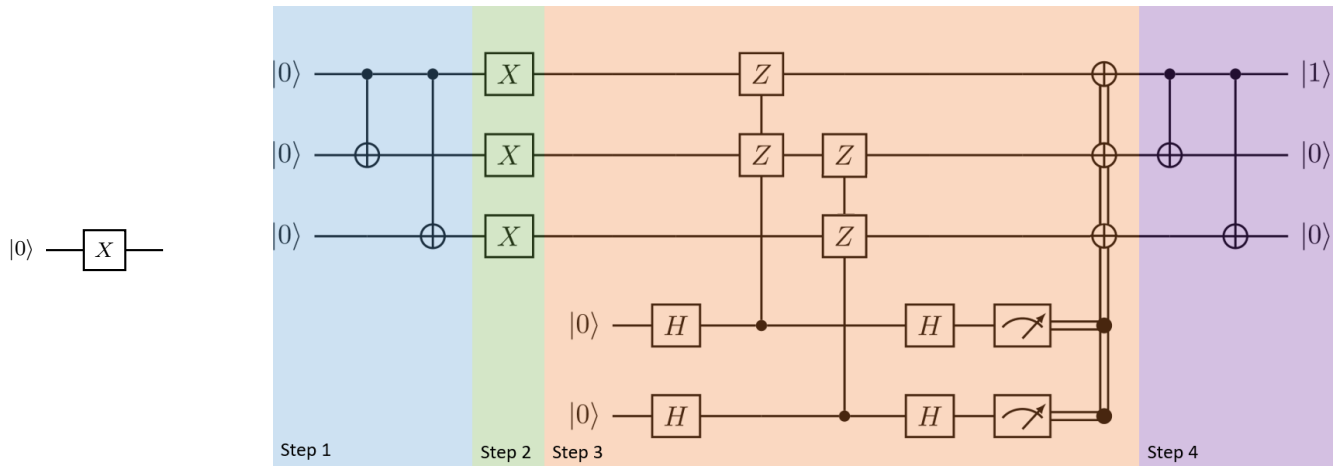 |0⟩ X
|0⟩ X Z |1⟩
|0⟩ X Z Z |0⟩
|0⟩ X Z |0⟩
|0⟩ H H
|0⟩ H H
Step 1 Step 2 Step 3 Step 4